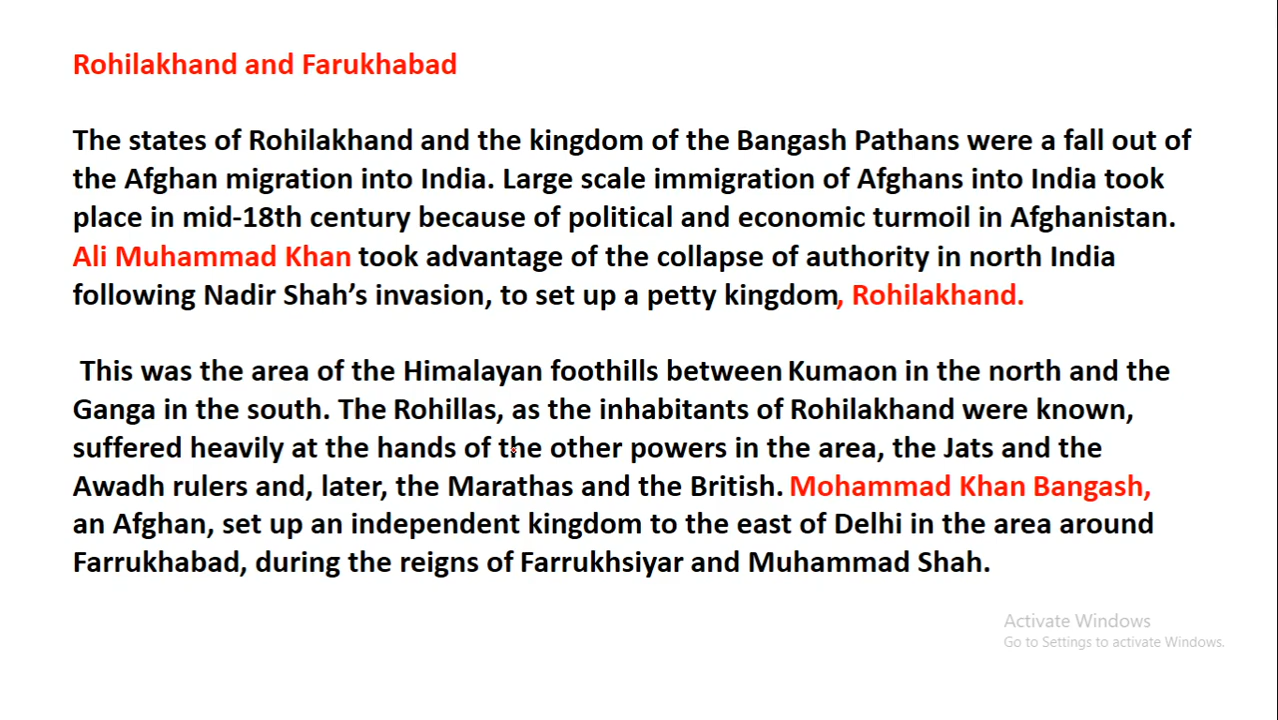 Rohilakhand and Farukhabad
The states of Rohilakhand and the kingdom of the Bangash Pathans were a fall out of
the Afghan migration into India. Large scale immigration of Afghans into India took
place in mid-18th century because of political and economic turmoil in Afghanistan.
Ali Muhammad Khan took advantage of the collapse of authority in north India
following Nadir Shah’s invasion, to set up a petty kingdom, Rohilakhand.
This was the area of the Himalayan foothills between Kumaon in the north and the
Ganga in the south. The Rohillas, as the inhabitants of Rohilakhand were known,
suffered heavily at the hands of the other powers in the area, the Jats and the
Awadh rulers and, later, the Marathas and the British. Mohammad Khan Bangash,
an Afghan, set up an independent kingdom to the east of Delhi in the area around
Farrukhabad, during the reigns of Farrukhsiyar and Muhammad Shah.
Activate Windows
Go to Settings to activate Windows.